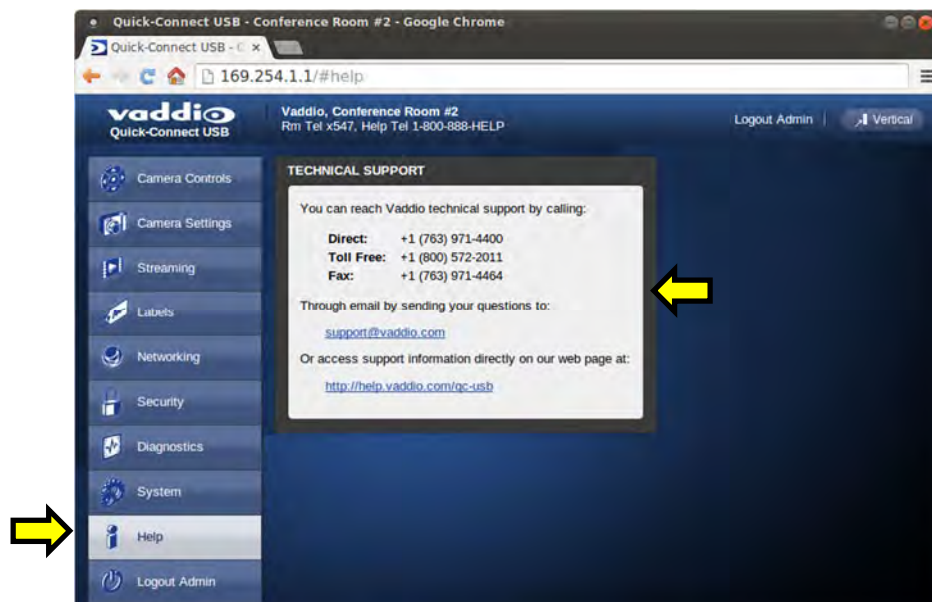 Quick-Connect USB - Conference Room #2 - Google Chrome
Quick-Connect USB - C
169.254.1.1/#help
vaddio
Quick-Connect USB
Vaddio, Conference Room #2
Rm Tel x547, Help Tel 1-800-888-HELP
Logout Admin
Vertical
Camera Controls
Camera Settings
Streaming
Labels
Networking
Security
Diagnostics
System
Help
Logout Admin
TECHNICAL SUPPORT
You can reach Vaddio technical support by calling:
Direct: +1 (763) 971-4400
Toll Free: +1 (800) 572-2011
Fax: +1 (763) 971-4464
Through email by sending your questions to:
support@vaddio.com
Or access support information directly on our web page at:
http://help.vaddio.com/qc-usb